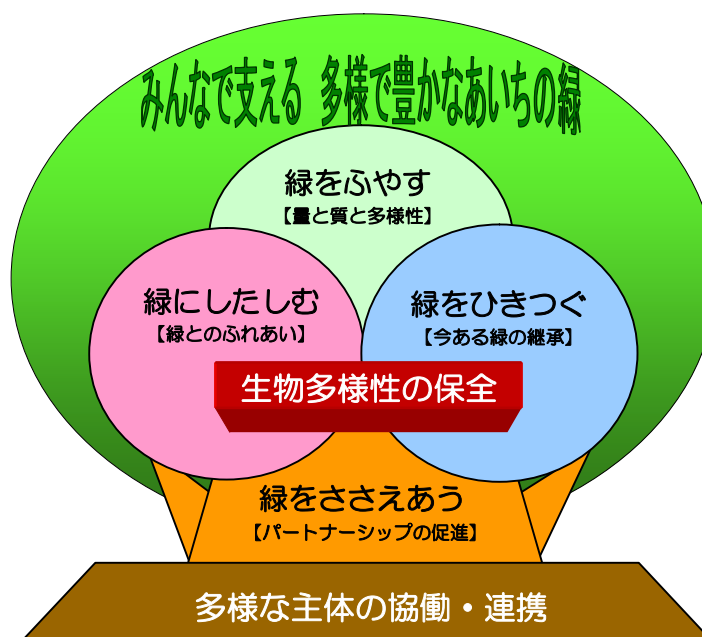 みんなで支える 多様で豊かなあいちの緑
緑をふやす
【量と質と多様性】
緑にしたしむ
【緑とのふれあい】
緑をひきつぐ
【今ある緑の継承】
生物多様性の保全
緑をささえあう
【パートナーシップの促進】
多様な主体の協働・連携